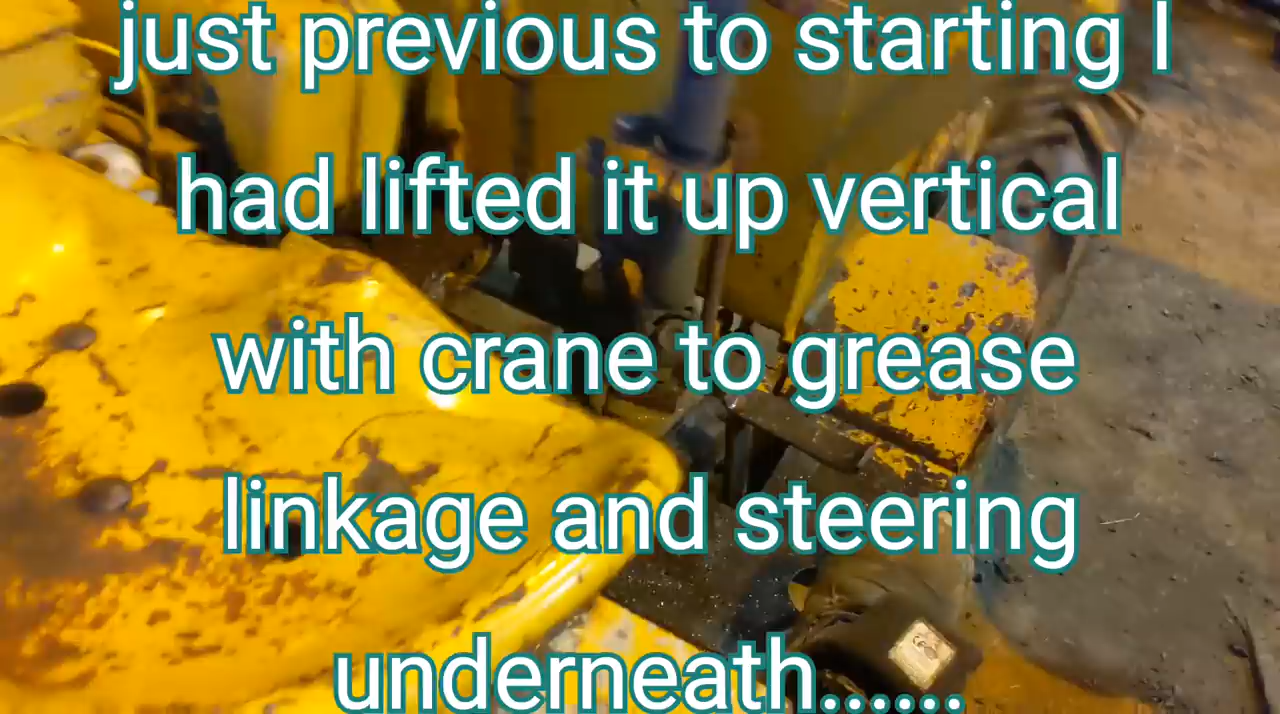 just previous to starting I
had lifted it up vertical
with crane to grease
linkage and steering
underneath......